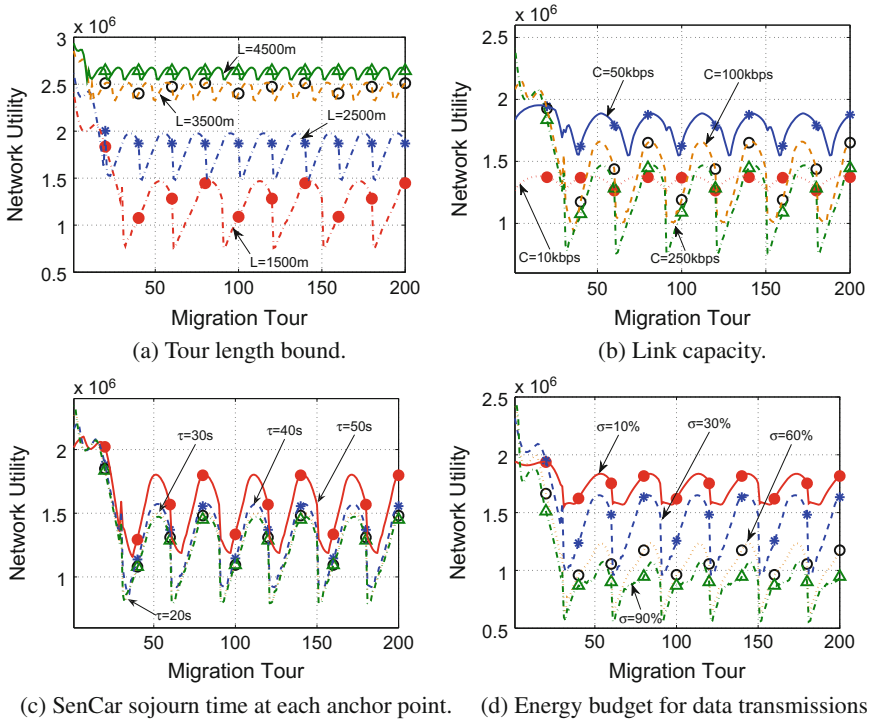 x 10^6
3
2.5
2
1.5
1
0.5
Network Utility
L=4500m
L=3500m
L=2500m
L=1500m
50
100
150
200
Migration Tour
(a) Tour length bound.
x 10^6
2.5
2
1.5
1
Network Utility
C=50kbps
C=100kbps
C=10kbps
C=250kbps
50
100
150
200
Migration Tour
(b) Link capacity.
x 10^6
2
1.5
1
Network Utility
τ=30s
τ=40s
τ=50s
τ=20s
50
100
150
200
Migration Tour
(c) SenCar sojourn time at each anchor point.
x 10^6
2.5
2
1.5
1
0.5
Network Utility
σ=10%
σ=30%
σ=60%
σ=90%
50
100
150
200
Migration Tour
(d) Energy budget for data transmissions